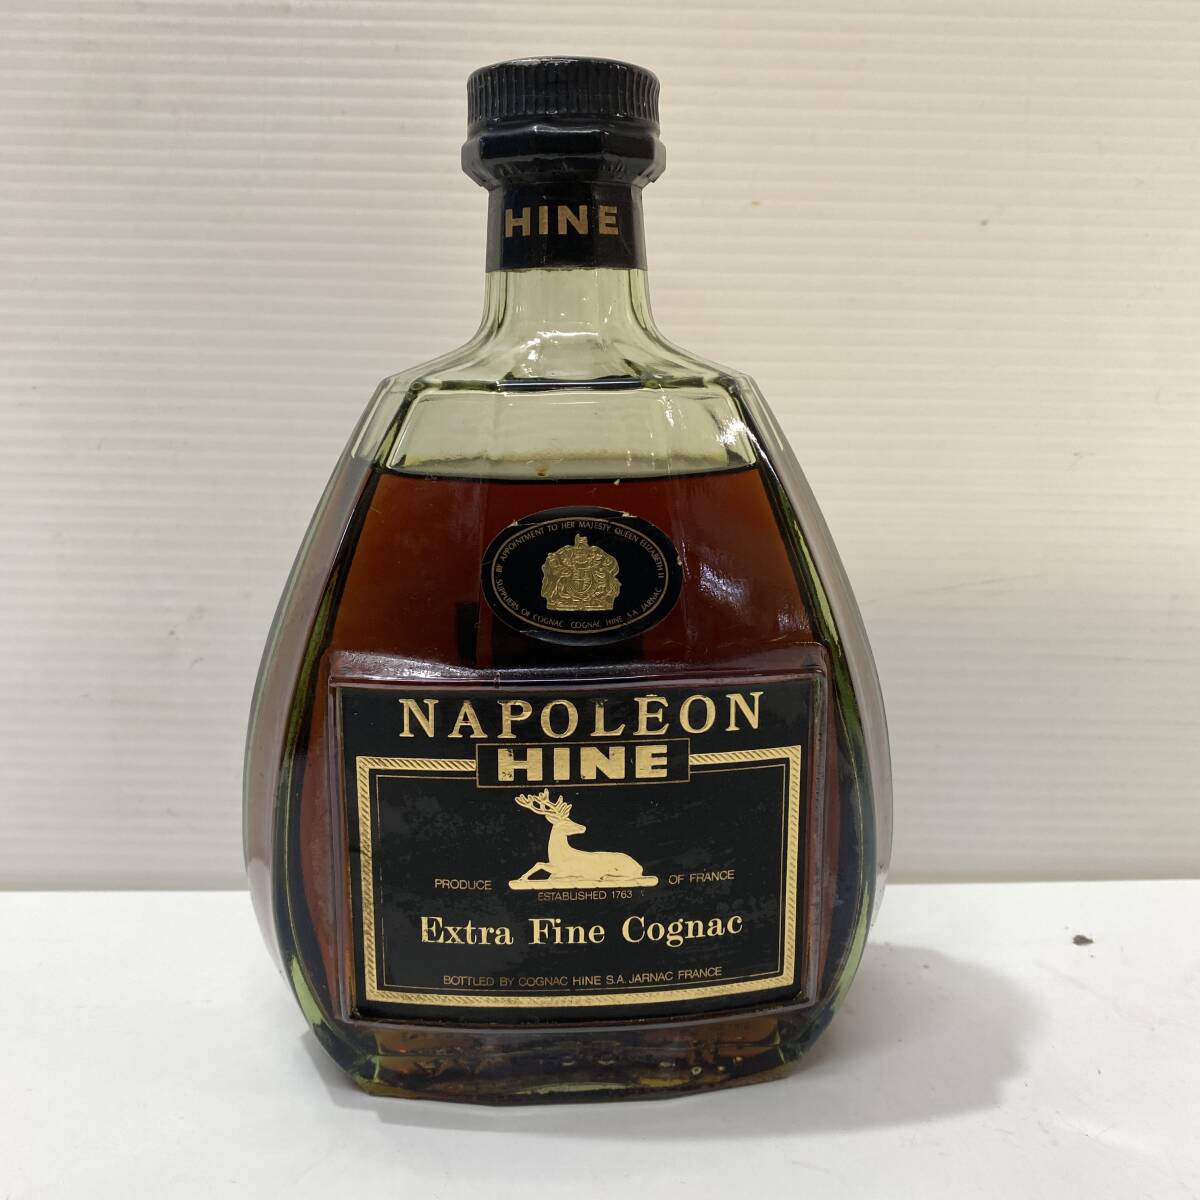 HINE
BY APPOINTMENT TO HER MAJESTY QUEEN ELIZABETH II
SUPPLIERS OF COGNAC COGNAC HINE S.A. JARNAC
NAPOLÉON
HINE
PRODUCE OF FRANCE
ESTABLISHED 1763
Extra Fine Cognac
BOTTLED BY COGNAC HINE S.A. JARNAC FRANCE